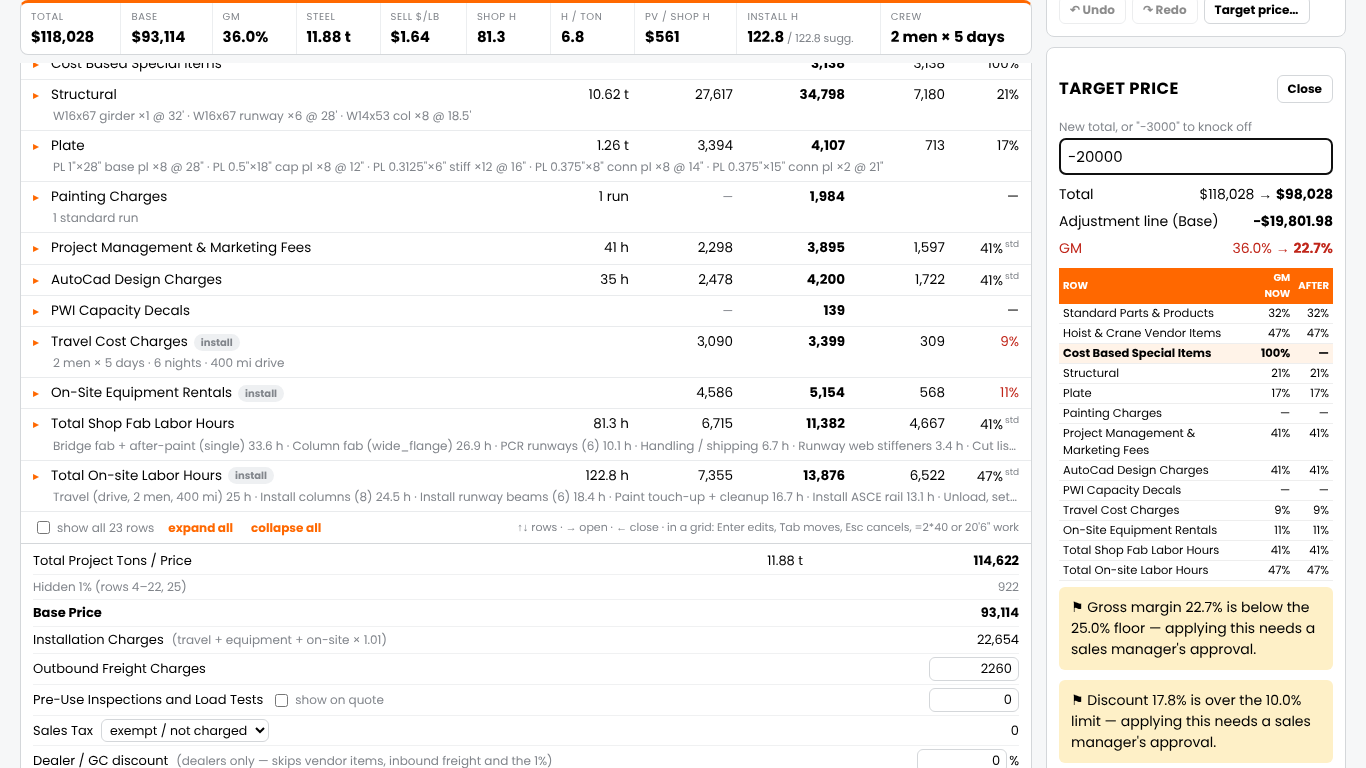 TOTAL BASE GM STEEL SELL $/LB SHOP H H / TON PV / SHOP H INSTALL H CREW
$118,028 $93,114 36.0% 11.88 t $1.64 81.3 6.8 $561 122.8 / 122.8 sugg. 2 men × 5 days
▸ Cost Based Special Items 3,138 3,138 100%
▸ Structural 10.62 t 27,617 34,798 7,180 21%
W16x67 girder ×1 @ 32' · W16x67 runway ×6 @ 28' · W14x53 col ×8 @ 18.5'
▸ Plate 1.26 t 3,394 4,107 713 17%
PL 1"×28" base pl ×8 @ 28" · PL 0.5"×18" cap pl ×8 @ 12" · PL 0.3125"×6" stiff ×12 @ 16" · PL 0.375"×8" conn pl ×8 @ 14" · PL 0.375"×15" conn pl ×2 @ 21"
▸ Painting Charges 1 run — 1,984 —
1 standard run
▸ Project Management & Marketing Fees 41 h 2,298 3,895 1,597 41% std
▸ AutoCad Design Charges 35 h 2,478 4,200 1,722 41% std
▸ PWI Capacity Decals — 139 —
▸ Travel Cost Charges install 3,090 3,399 309 9%
2 men × 5 days · 6 nights · 400 mi drive
▸ On-Site Equipment Rentals install 4,586 5,154 568 11%
▸ Total Shop Fab Labor Hours 81.3 h 6,715 11,382 4,667 41% std
Bridge fab + after-paint (single) 33.6 h · Column fab (wide_flange) 26.9 h · PCR runways (6) 10.1 h · Handling / shipping 6.7 h · Runway web stiffeners 3.4 h · Cut lis...
▸ Total On-site Labor Hours install 122.8 h 7,355 13,876 6,522 47% std
Travel (drive, 2 men, 400 mi) 25 h · Install columns (8) 24.5 h · Install runway beams (6) 18.4 h · Paint touch-up + cleanup 16.7 h · Install ASCE rail 13.1 h · Unload, set...
show all 23 rows expand all collapse all ↑↓ rows · → open · ← close · in a grid: Enter edits, Tab moves, Esc cancels, =2*40 or 20'6" work
Total Project Tons / Price 11.88 t 114,622
Hidden 1% (rows 4–22, 25) 922
Base Price 93,114
Installation Charges (travel + equipment + on-site × 1.01) 22,654
Outbound Freight Charges 2260
Pre-Use Inspections and Load Tests show on quote 0
Sales Tax exempt / not charged 0
Dealer / GC discount (dealers only — skips vendor items, inbound freight and the 1%) 0 %
↶ Undo ↷ Redo Target price...
TARGET PRICE Close
New total, or "-3000" to knock off
-20000
Total $118,028 → $98,028
Adjustment line (Base) -$19,801.98
GM 36.0% → 22.7%
ROW GM NOW AFTER
Standard Parts & Products 32% 32%
Hoist & Crane Vendor Items 47% 47%
Cost Based Special Items 100% —
Structural 21% 21%
Plate 17% 17%
Painting Charges — —
Project Management & 41% 41%
Marketing Fees
AutoCad Design Charges 41% 41%
PWI Capacity Decals — —
Travel Cost Charges 9% 9%
On-Site Equipment Rentals 11% 11%
Total Shop Fab Labor Hours 41% 41%
Total On-site Labor Hours 47% 47%
⚑ Gross margin 22.7% is below the
25.0% floor — applying this needs a
sales manager's approval.
⚑ Discount 17.8% is over the 10.0%
limit — applying this needs a sales
manager's approval.